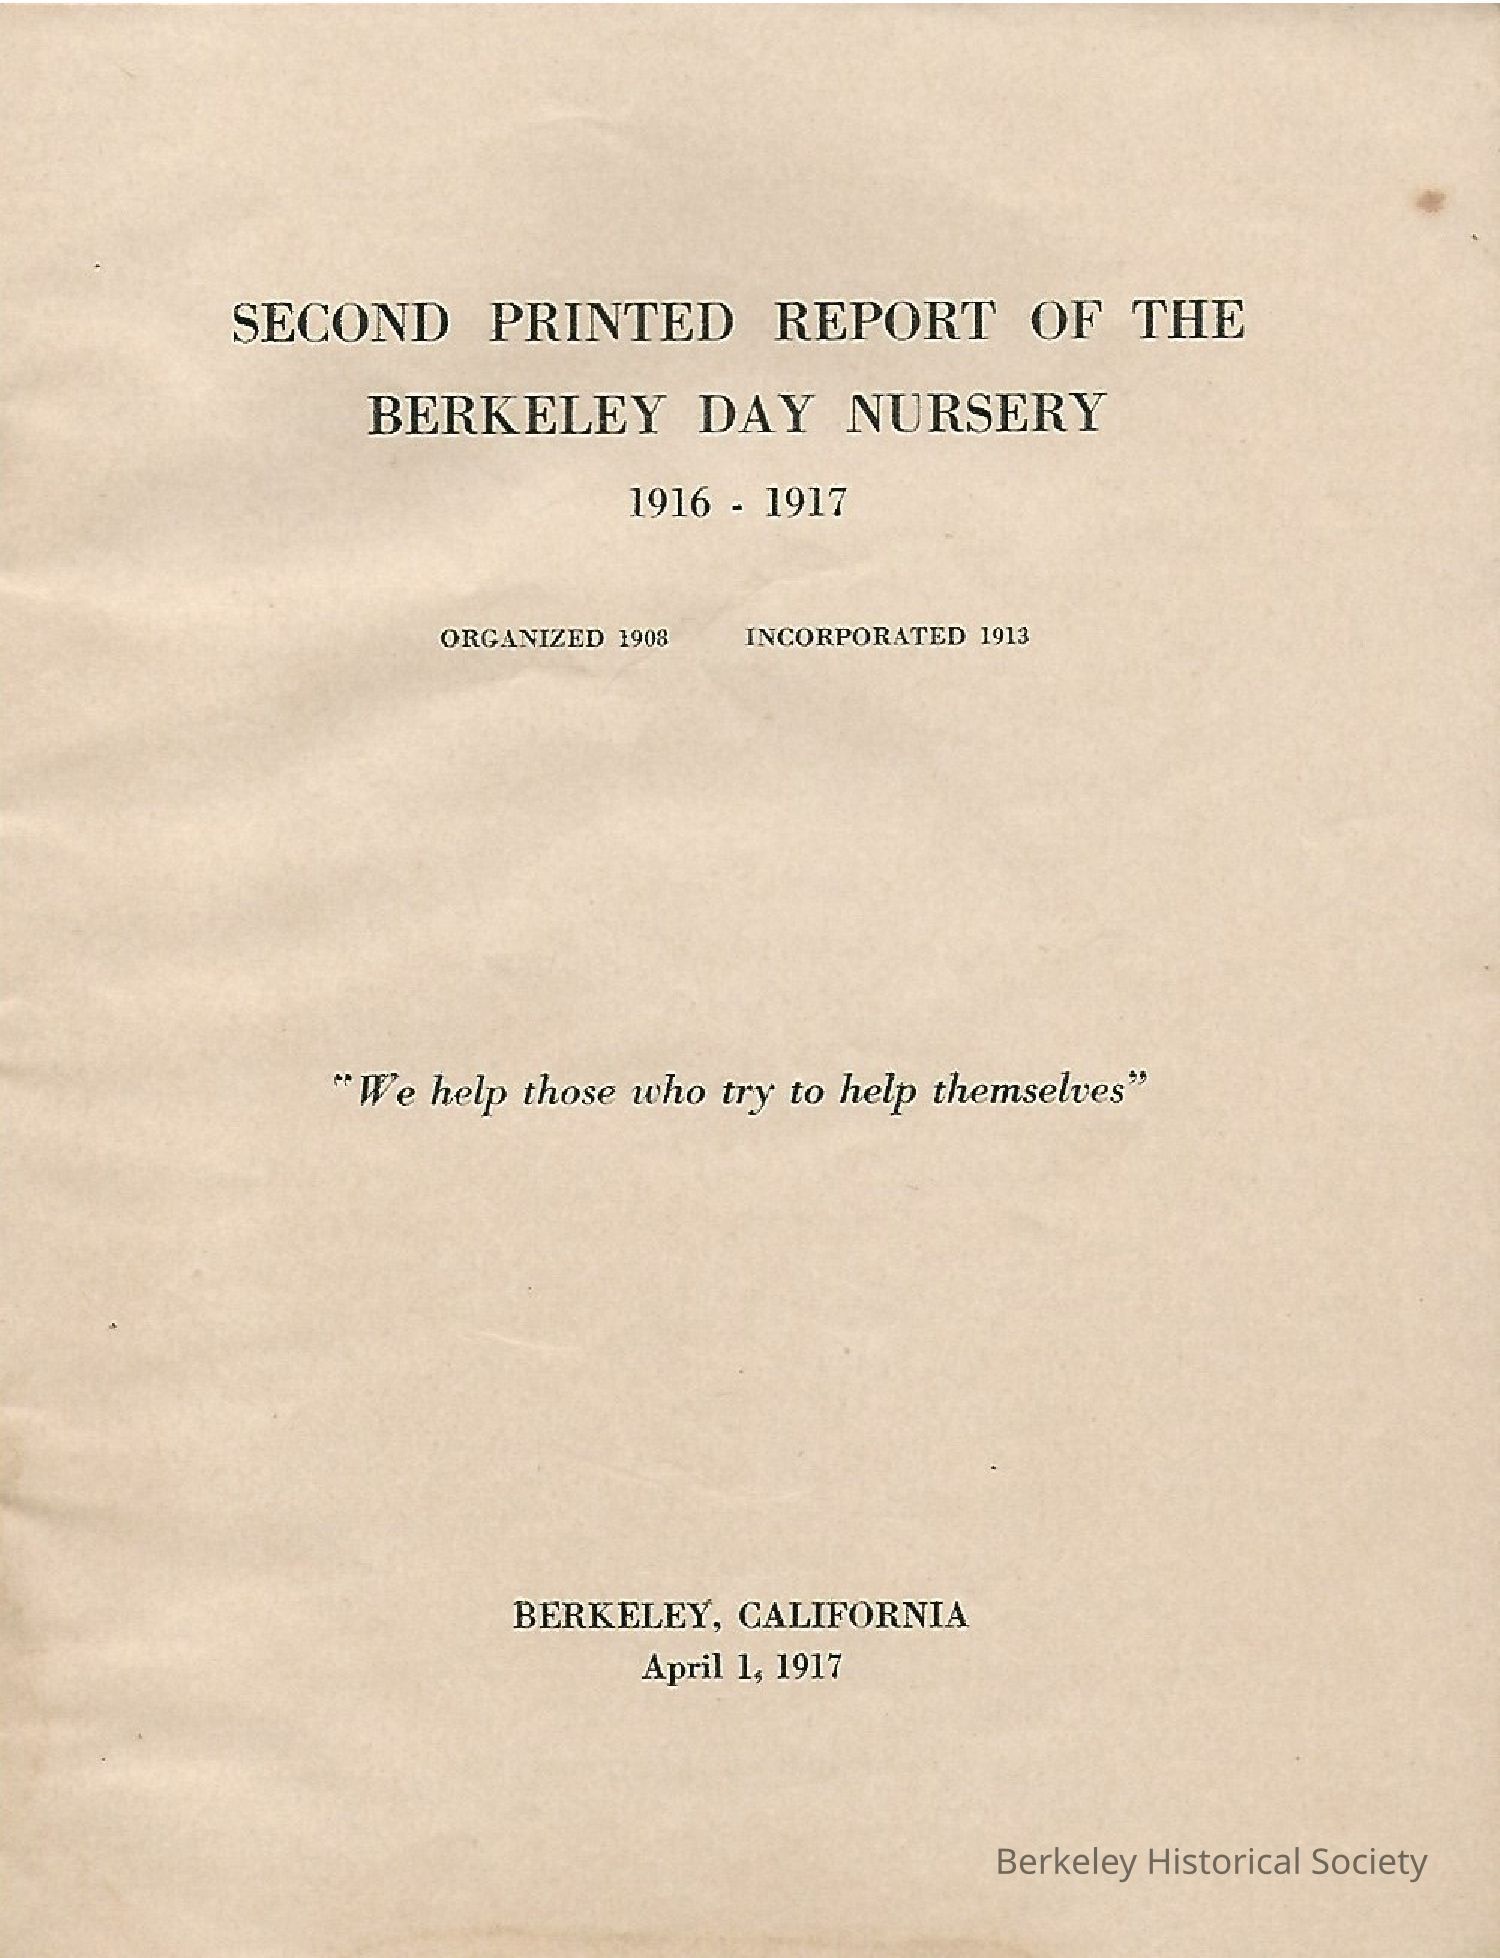 SECOND PRINTED REPORT OF THE
BERKELEY DAY NURSERY
1916 - 1917
ORGANIZED 1908 INCORPORATED 1913
"We help those who try to help themselves"
BERKELEY, CALIFORNIA
April 1, 1917
Berkeley Historical Society